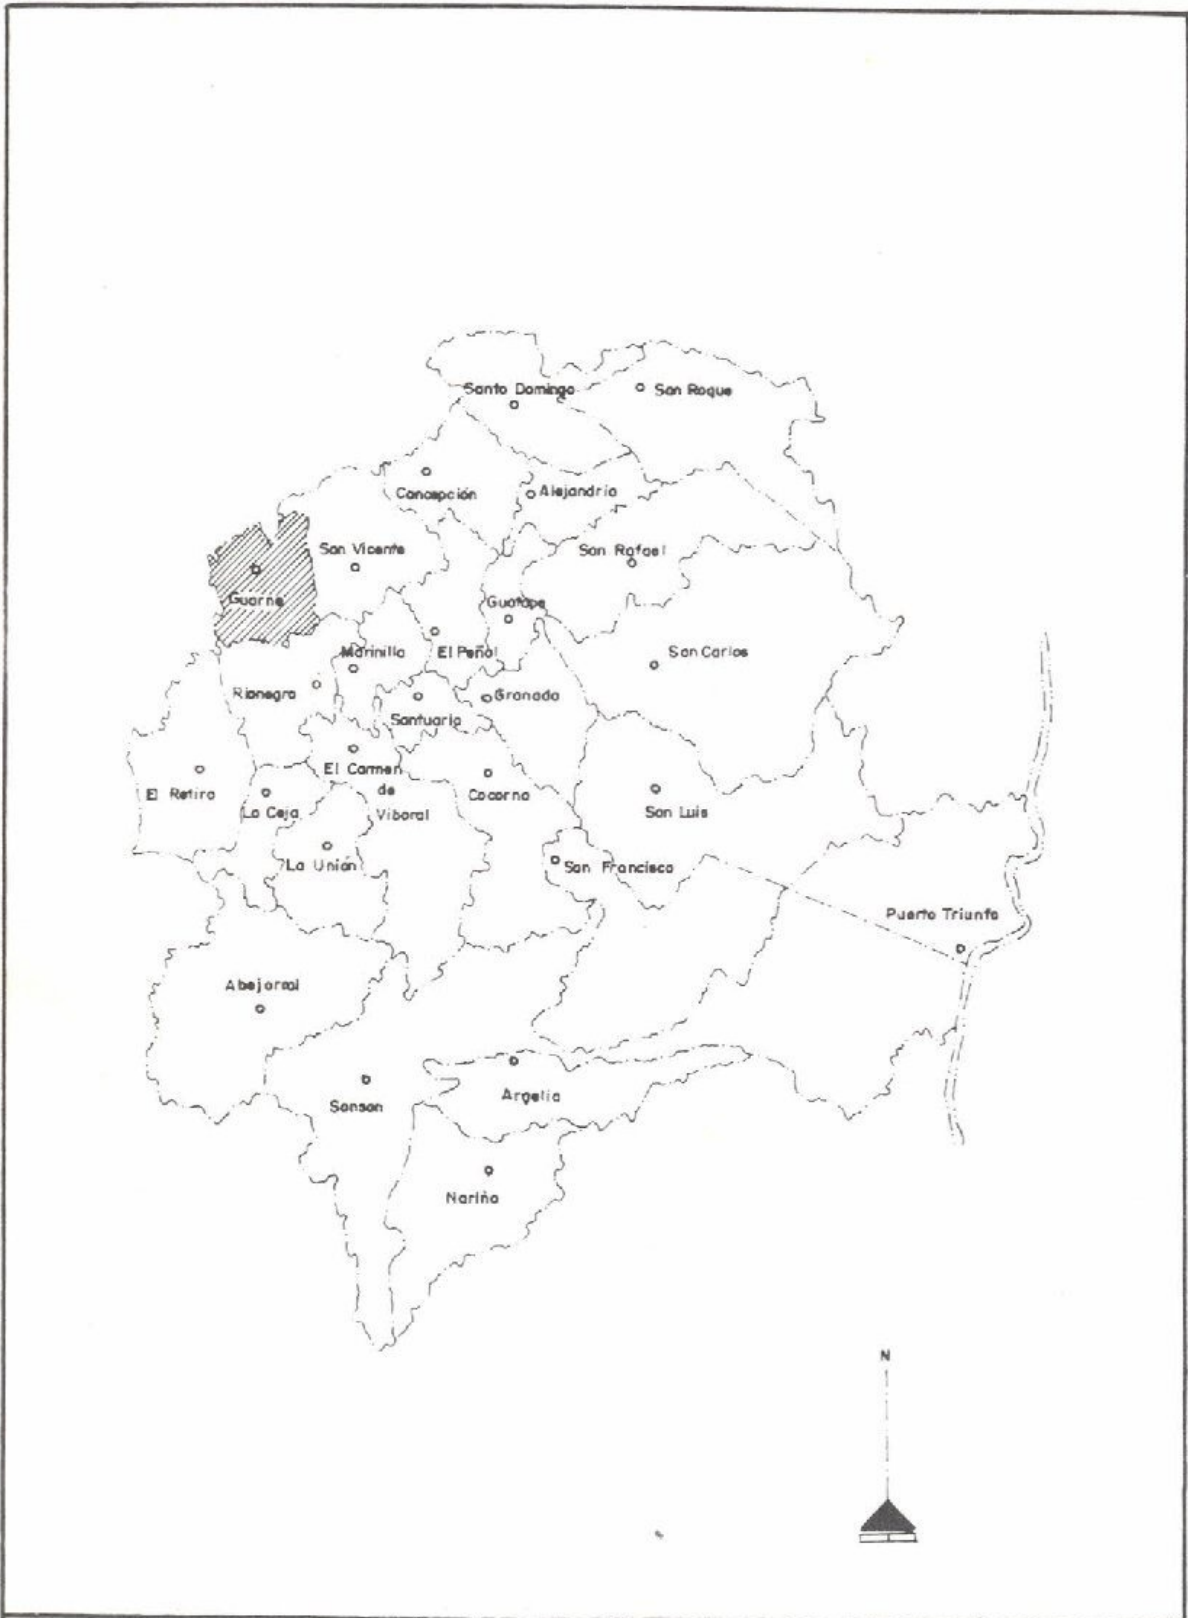 Santo Domingo
San Roque
Concepción
Alejandría
San Vicente
San Rafael
Guarne
Guatape
Marinilla
El Peñol
San Carlos
Rionegro
Granada
Santuario
El Carmen
de
Viboral
El Retiro
La Ceja
Cocorna
San Luis
La Unión
San Francisco
Puerto Triunfo
Abejorral
Argelia
Sonson
Nariño
N